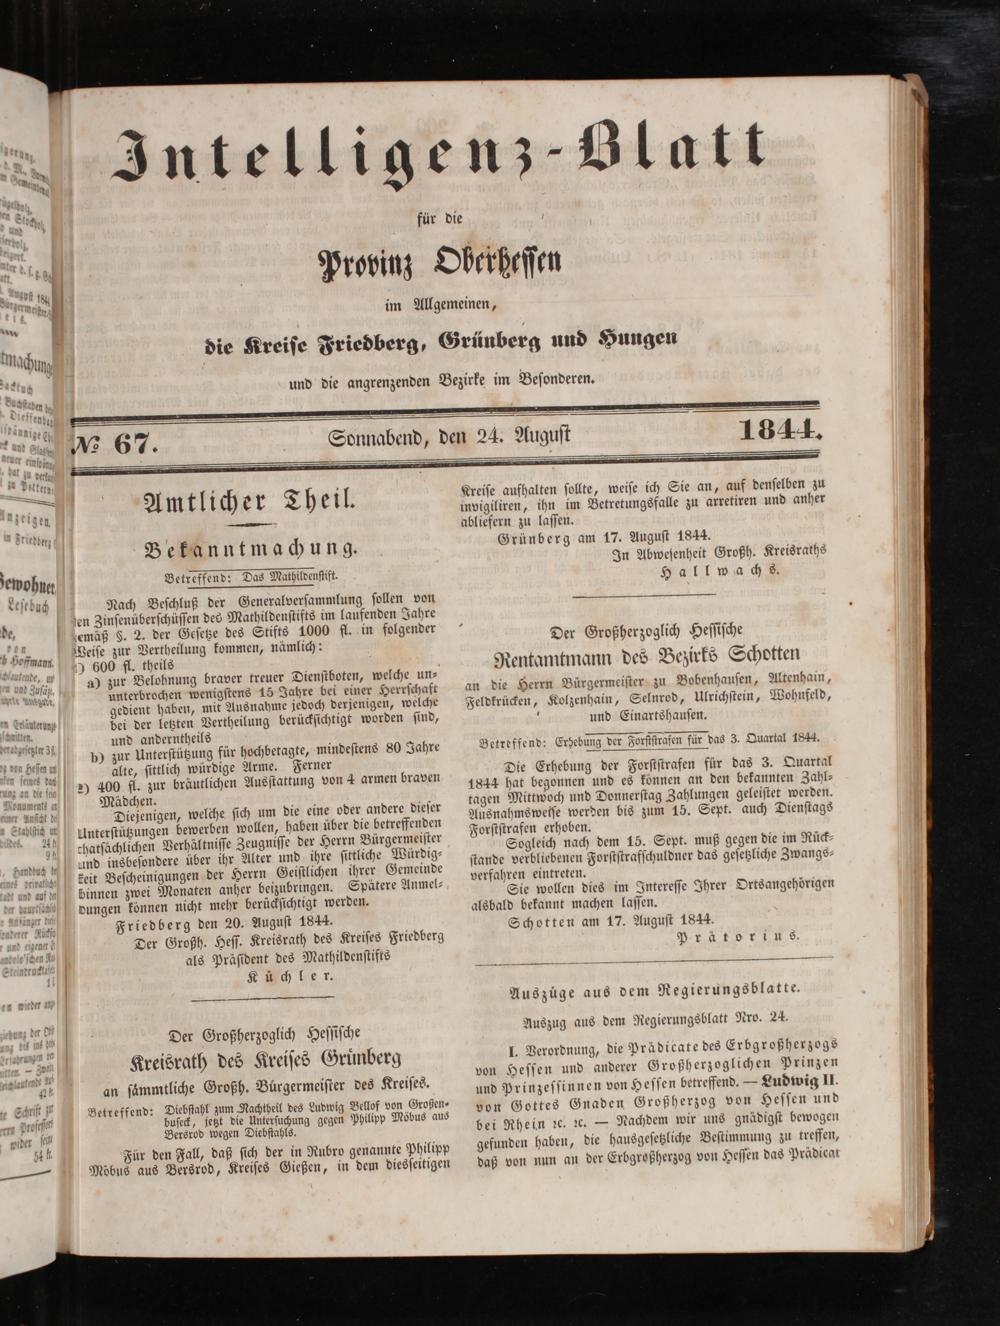 Intelligenz-Blatt
für die
Provinz Oberhessen
im Allgemeinen,
die Kreise Friedberg, Grünberg und Hungen
und die angrenzenden Bezirke im Besonderen.
№ 67.
Sonnabend, den 24. August
1844.
Amtlicher Theil.
Bekanntmachung.
Betreffend: Das Mathildenstift.
Nach Beschluß der Generalversammlung sollen von
den Zinsenüberschüssen des Mathildenstifts im laufenden Jahre
gemäß §. 2. der Gesetze des Stifts 1000 fl. in folgender
Weise zur Vertheilung kommen, nämlich:
1) 600 fl. theils
a) zur Belohnung braver treuer Dienstboten, welche un-
unterbrochen wenigstens 15 Jahre bei einer Herrschaft
gedient haben, mit Ausnahme jedoch derjenigen, welche
bei der letzten Vertheilung berücksichtigt worden sind,
und anderntheils
b) zur Unterstützung für hochbetagte, mindestens 80 Jahre
alte, sittlich würdige Arme. Ferner
2) 400 fl. zur bräutlichen Ausstattung von 4 armen braven
Mädchen.
Diejenigen, welche sich um die eine oder andere dieser
Unterstützungen bewerben wollen, haben über die betreffenden
thatsächlichen Verhältnisse Zeugnisse der Herrn Bürgermeister
und insbesondere über ihr Alter und ihre sittliche Würdig-
keit Bescheinigungen der Herrn Geistlichen ihrer Gemeinde
binnen zwei Monaten anher beizubringen. Spätere Anmel-
dungen können nicht mehr berücksichtigt werden.
Friedberg den 20. August 1844.
Der Großh. Hess. Kreisrath des Kreises Friedberg
als Präsident des Mathildenstifts
Küchler.
Der Großherzoglich Hessische
Kreisrath des Kreises Grünberg
an sämmtliche Großh. Bürgermeister des Kreises.
Betreffend: Diebstahl zum Nachtheil des Ludwig Bellof von Großen-
buseck, jetzt die Untersuchung gegen Philipp Möbus aus
Bersrod wegen Diebstahls.
Für den Fall, daß sich der in Rubro genannte Philipp
Möbus aus Bersrod, Kreises Gießen, in dem diesseitigen
Kreise aufhalten sollte, weise ich Sie an, auf denselben zu
invigiliren, ihn im Betretungsfalle zu arretiren und anher
abliefern zu lassen.
Grünberg am 17. August 1844.
In Abwesenheit Großh. Kreisraths
Hallwachs.
Der Großherzoglich Hessische
Rentamtmann des Bezirks Schotten
an die Herrn Bürgermeister zu Bobenhausen, Altenhain,
Feldkrücken, Kolzenhain, Selnrod, Ulrichstein, Wohnfeld,
und Einartshausen.
Betreffend: Erhebung der Forststrafen für das 3. Quartal 1844.
Die Erhebung der Forststrafen für das 3. Quartal
1844 hat begonnen und es können an den bekannten Zahl-
tagen Mittwoch und Donnerstag Zahlungen geleistet werden.
Ausnahmsweise werden bis zum 15. Sept. auch Dienstags
Forststrafen erhoben.
Sogleich nach dem 15. Sept. muß gegen die im Rück-
stande verbliebenen Forststrafschuldner das gesetzliche Zwangs-
verfahren eintreten.
Sie wollen dies im Interesse Ihrer Ortsangehörigen
alsbald bekannt machen lassen.
Schotten am 17. August 1844.
Prätorius.
Auszüge aus dem Regierungsblatte.
Auszug aus dem Regierungsblatt Nro. 24.
I. Verordnung, die Prädicate des Erbgroßherzogs
von Hessen und anderer Großherzoglichen Prinzen
und Prinzessinnen von Hessen betreffend. — Ludwig II.
von Gottes Gnaden Großherzog von Hessen und
bei Rhein ꝛc. ꝛc. — Nachdem wir uns gnädigst bewogen
gefunden haben, die hausgesetzliche Bestimmung zu treffen,
daß von nun an der Erbgroßherzog von Hessen das Prädicat